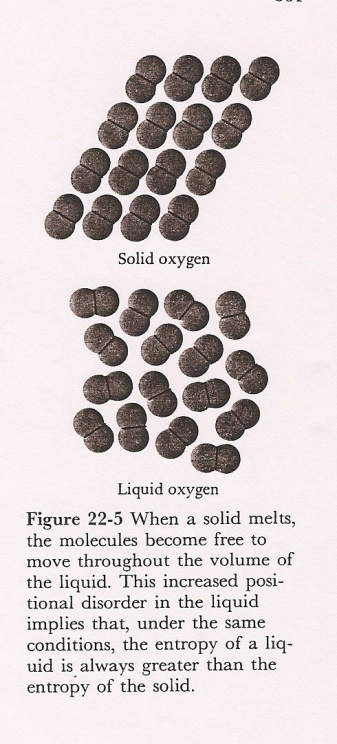 Solid oxygen
Liquid oxygen
Figure 22-5 When a solid melts,
the molecules become free to
move throughout the volume of
the liquid. This increased posi-
tional disorder in the liquid
implies that, under the same
conditions, the entropy of a liq-
uid is always greater than the
entropy of the solid.